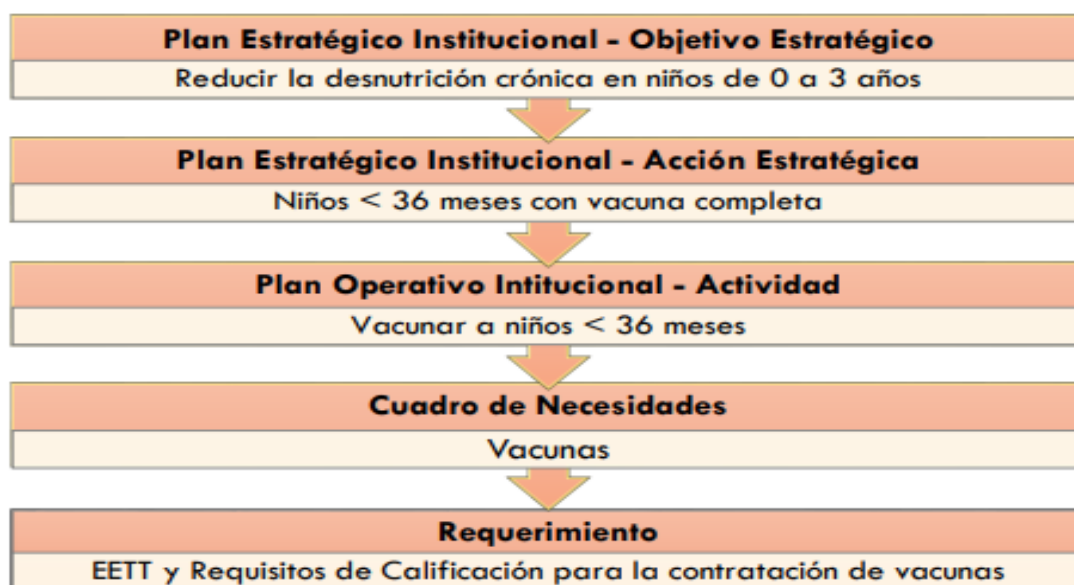 Plan Estratégico Institucional - Objetivo Estratégico
Reducir la desnutrición crónica en niños de 0 a 3 años
Plan Estratégico Institucional - Acción Estratégica
Niños < 36 meses con vacuna completa
Plan Operativo Intitucional - Actividad
Vacunar a niños < 36 meses
Cuadro de Necesidades
Vacunas
Requerimiento
EETT y Requisitos de Calificación para la contratación de vacunas